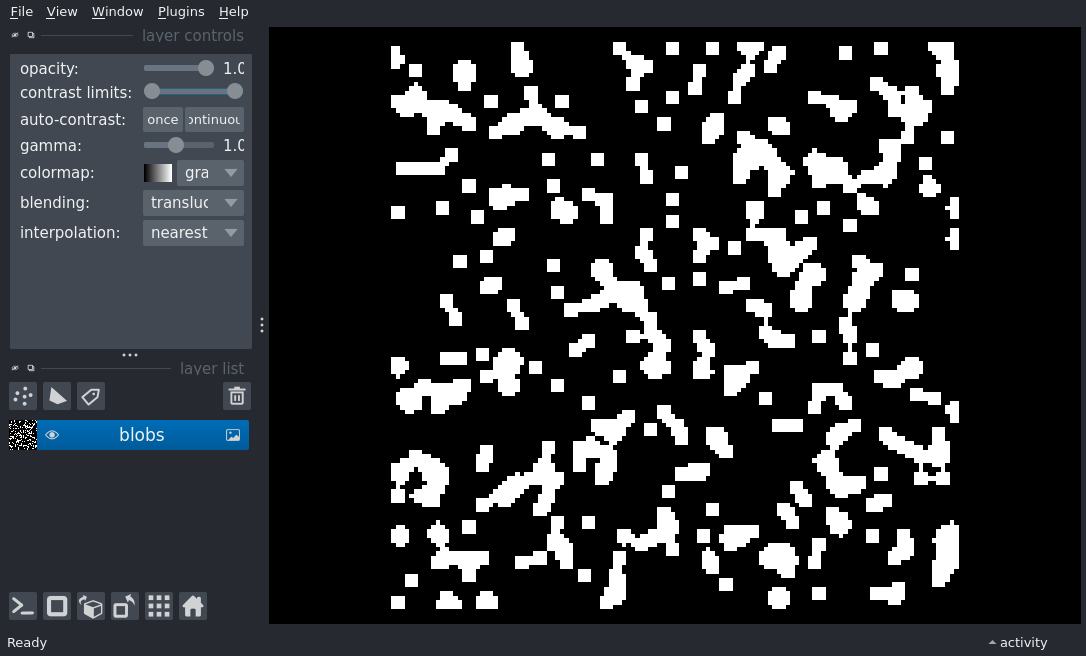 File View Window Plugins Help
layer controls
opacity: 1.0
contrast limits:
auto-contrast: once ontinuou
gamma: 1.0
colormap: gra
blending: transluc
interpolation: nearest
layer list
blobs
Ready
activity